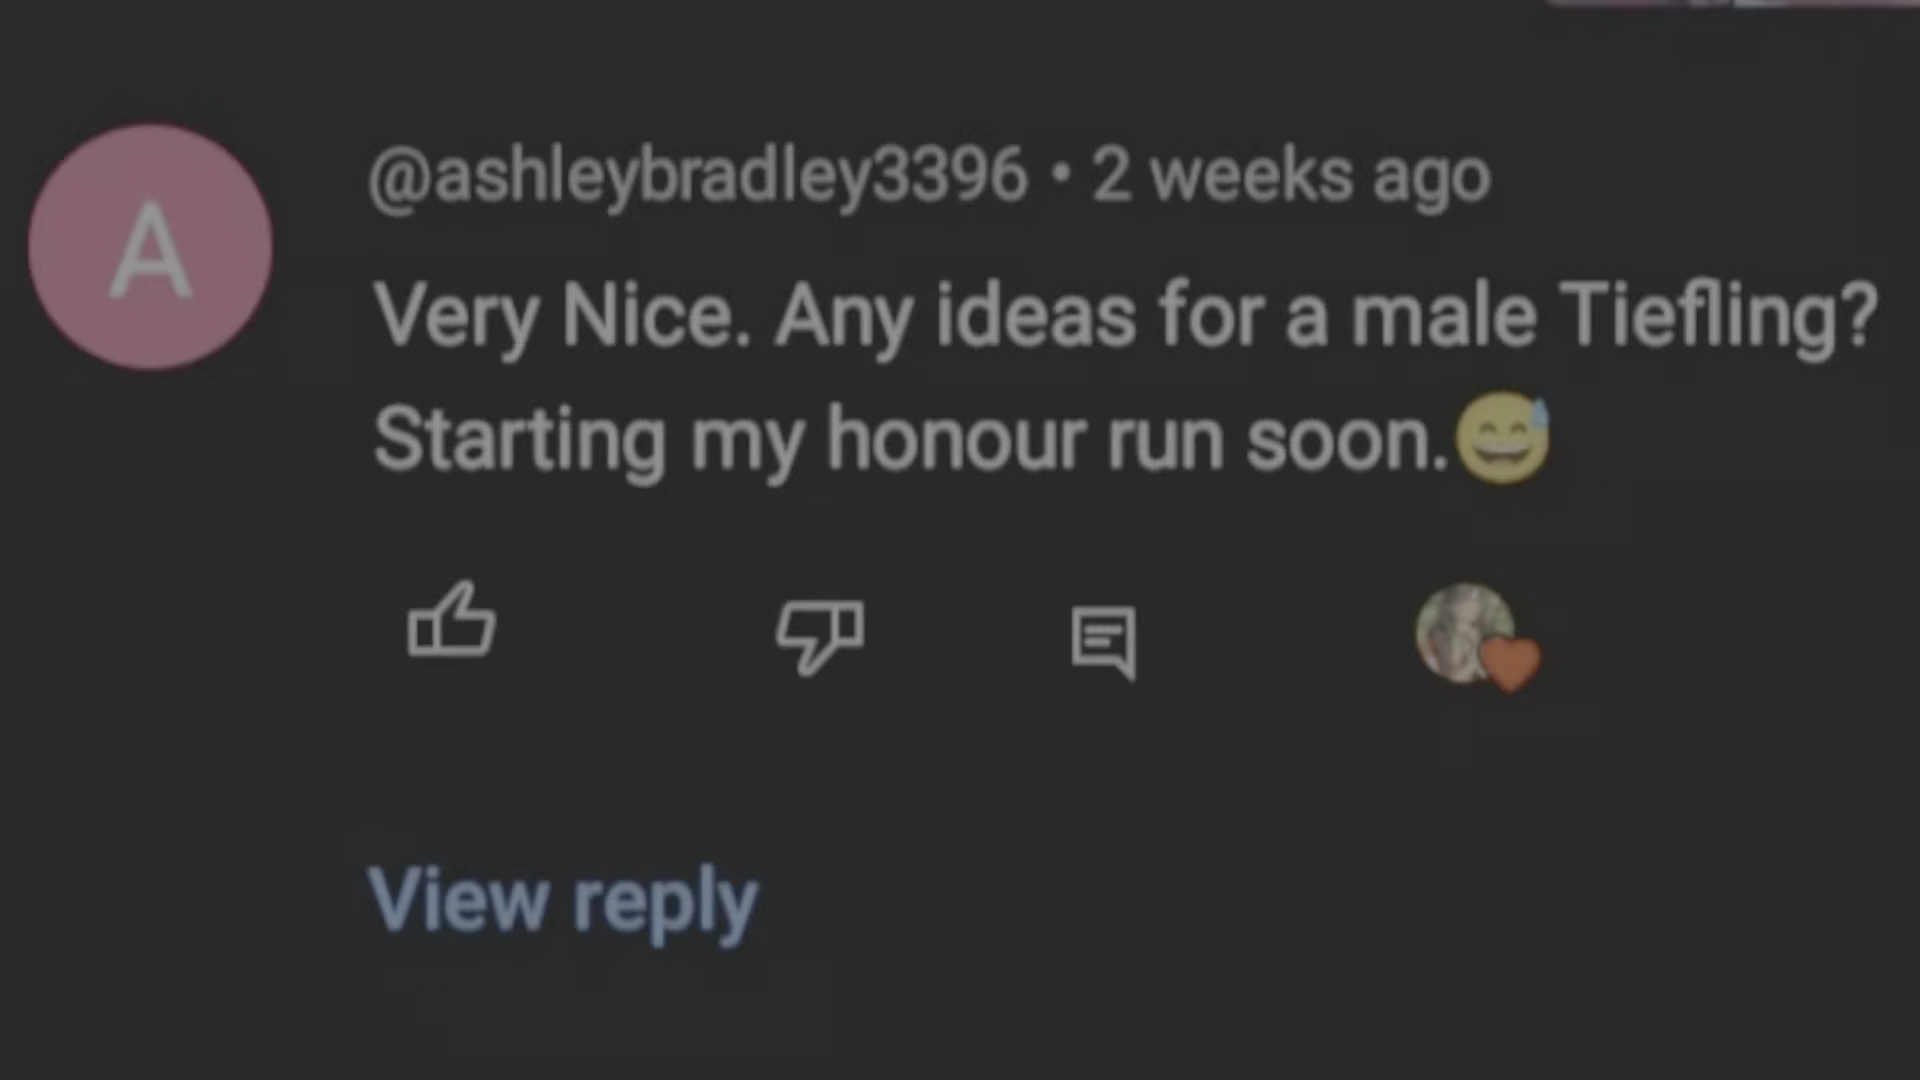 A
@ashleybradley3396 • 2 weeks ago
Very Nice. Any ideas for a male Tiefling?
Starting my honour run soon.😅
View reply